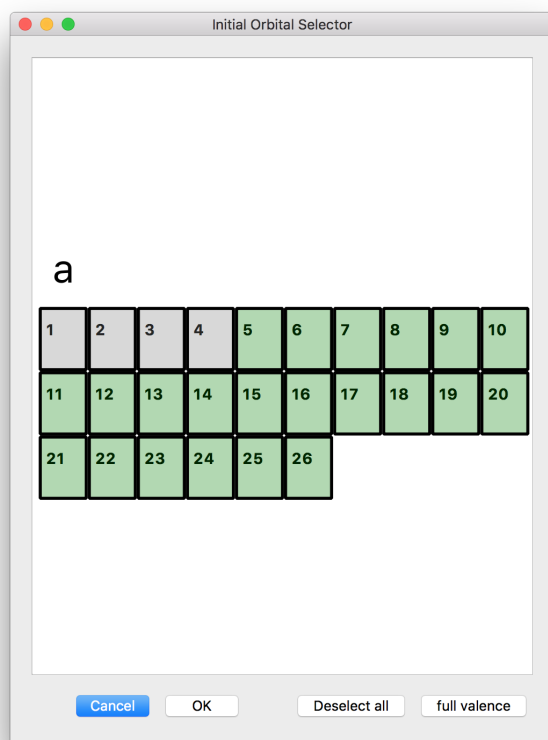 Initial Orbital Selector
a
1 2 3 4 5 6 7 8 9 10
11 12 13 14 15 16 17 18 19 20
21 22 23 24 25 26
Cancel OK Deselect all full valence